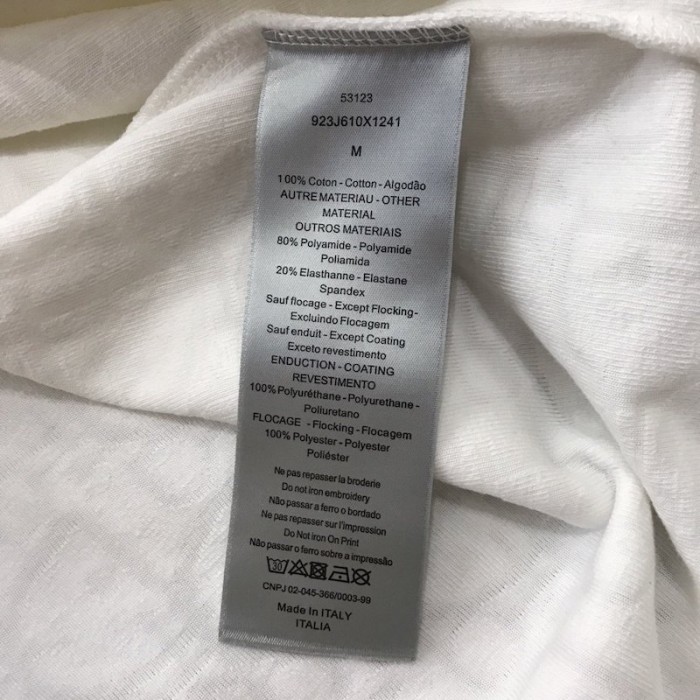 53123
923J610X1241
M
100% Coton - Cotton - Algodão
AUTRE MATERIAU - OTHER
MATERIAL
OUTROS MATERIAIS
80% Polyamide - Polyamide
Poliamida
20% Elasthanne - Elastane
Spandex
Sauf flocage - Except Flocking-
Excluindo Flocagem
Sauf enduit - Except Coating
Exceto revestimento
ENDUCTION - COATING
REVESTIMENTO
100% Polyuréthane - Polyurethane -
Poliuretano
FLOCAGE - Flocking - Flocagem
100% Polyester - Polyester
Poliéster
Ne pas repasser la broderie
Do not iron embroidery
Não passar a ferro o bordado
Ne pas repasser sur l'impression
Do Not iron On Print
Não passar o ferro sobre a impressão
30
CNPJ 02-045-366/0003-99
Made In ITALY
ITALIA